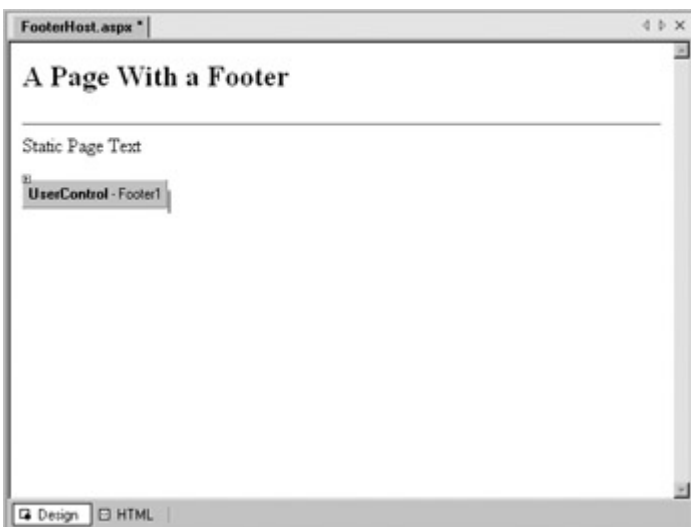 FooterHost.aspx *
A Page With a Footer
Static Page Text
UserControl - Footer1
Design HTML